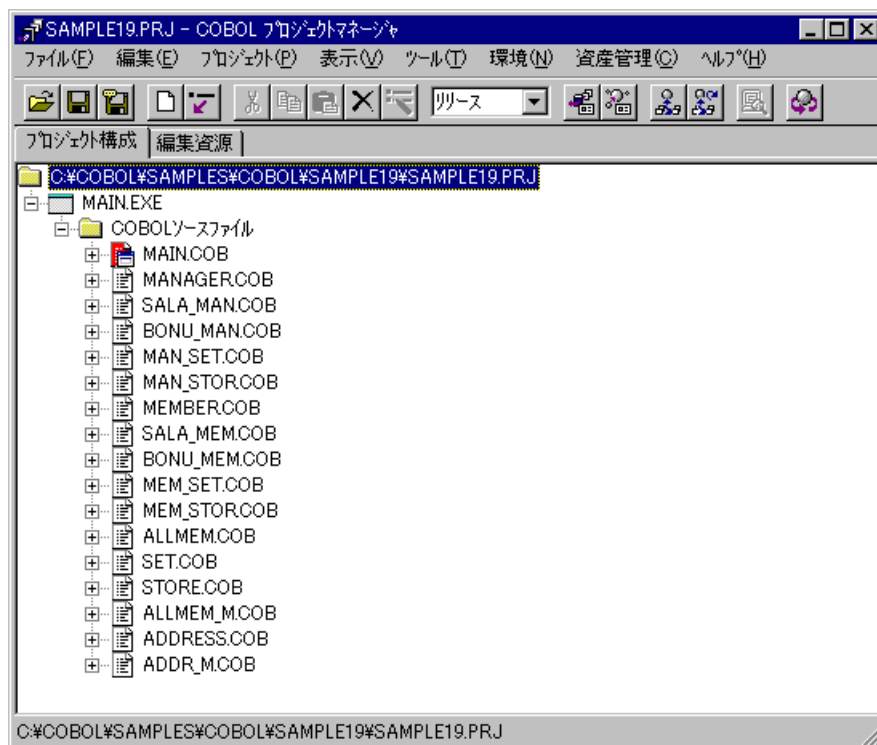 SAMPLE19.PRJ - COBOL ﾌﾟﾛｼﾞｪｸﾄﾏﾈｰｼﾞｬ
ﾌｧｲﾙ(F) 編集(E) ﾌﾟﾛｼﾞｪｸﾄ(P) 表示(V) ﾂｰﾙ(T) 環境(N) 資産管理(C) ﾍﾙﾌﾟ(H)
ﾘﾘｰｽ
ﾌﾟﾛｼﾞｪｸﾄ構成 編集資源
C:¥COBOL¥SAMPLES¥COBOL¥SAMPLE19¥SAMPLE19.PRJ
MAIN.EXE
COBOLｿｰｽﾌｧｲﾙ
MAIN.COB
MANAGER.COB
SALA_MAN.COB
BONU_MAN.COB
MAN_SET.COB
MAN_STOR.COB
MEMBER.COB
SALA_MEM.COB
BONU_MEM.COB
MEM_SET.COB
MEM_STOR.COB
ALLMEM.COB
SET.COB
STORE.COB
ALLMEM_M.COB
ADDRESS.COB
ADDR_M.COB
C:¥COBOL¥SAMPLES¥COBOL¥SAMPLE19¥SAMPLE19.PRJ